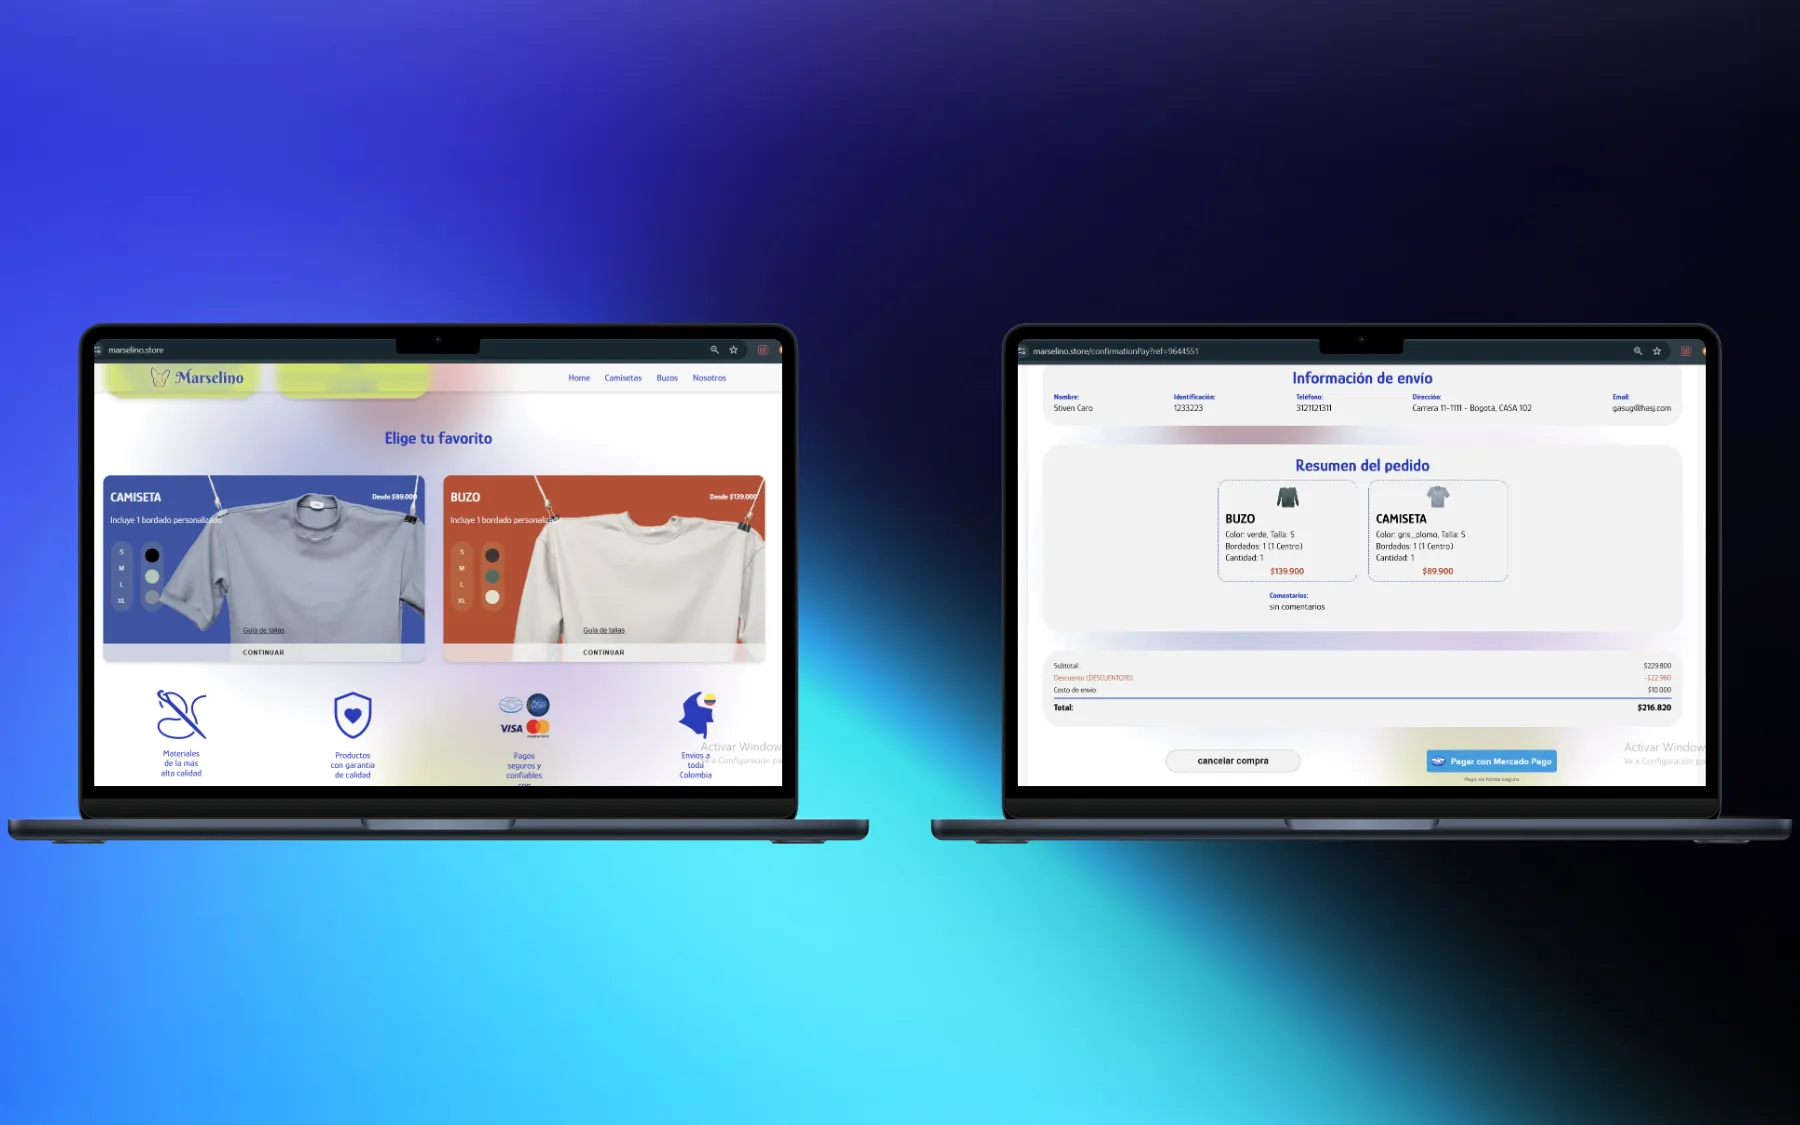 marselino.store
Marselino
Home Camisetas Buzos Nosotros
Elige tu favorito
CAMISETA
Desde $89.000
Incluye 1 bordado personalizado
S
M
L
XL
Guía de tallas
CONTINUAR
BUZO
Desde $139.000
Incluye 1 bordado personalizado
S
M
L
XL
Guía de tallas
CONTINUAR
Materiales
de la más
alta calidad
Productos
con garantia
de calidad
VISA
Pagos
seguros y
confiables
con
Envios a
toda
Colombia
Activar Window
Ve a Configuración pa
marselino.store/confirmationPay?ref=9644551
Información de envío
Nombre: Identificación: Teléfono: Dirección: Email:
Stiven Caro 1233223 3121121311 Carrera 11-1111 - Bogotá, CASA 102 gasug@hasj.com
Resumen del pedido
BUZO
Color: verde, Talla: S
Bordados: 1 (1 Centro)
Cantidad: 1
$139.900
CAMISETA
Color: gris_plomo, Talla: S
Bordados: 1 (1 Centro)
Cantidad: 1
$89.900
Comentarios:
sin comentarios
Subtotal: $229.800
Descuento (DESCUENTO10) -$22.980
Costo de envio: $10.000
Total: $216.820
cancelar compra
Pagar con Mercado Pago
Pago de forma segura
Activar Window
Ve a Configuración pa